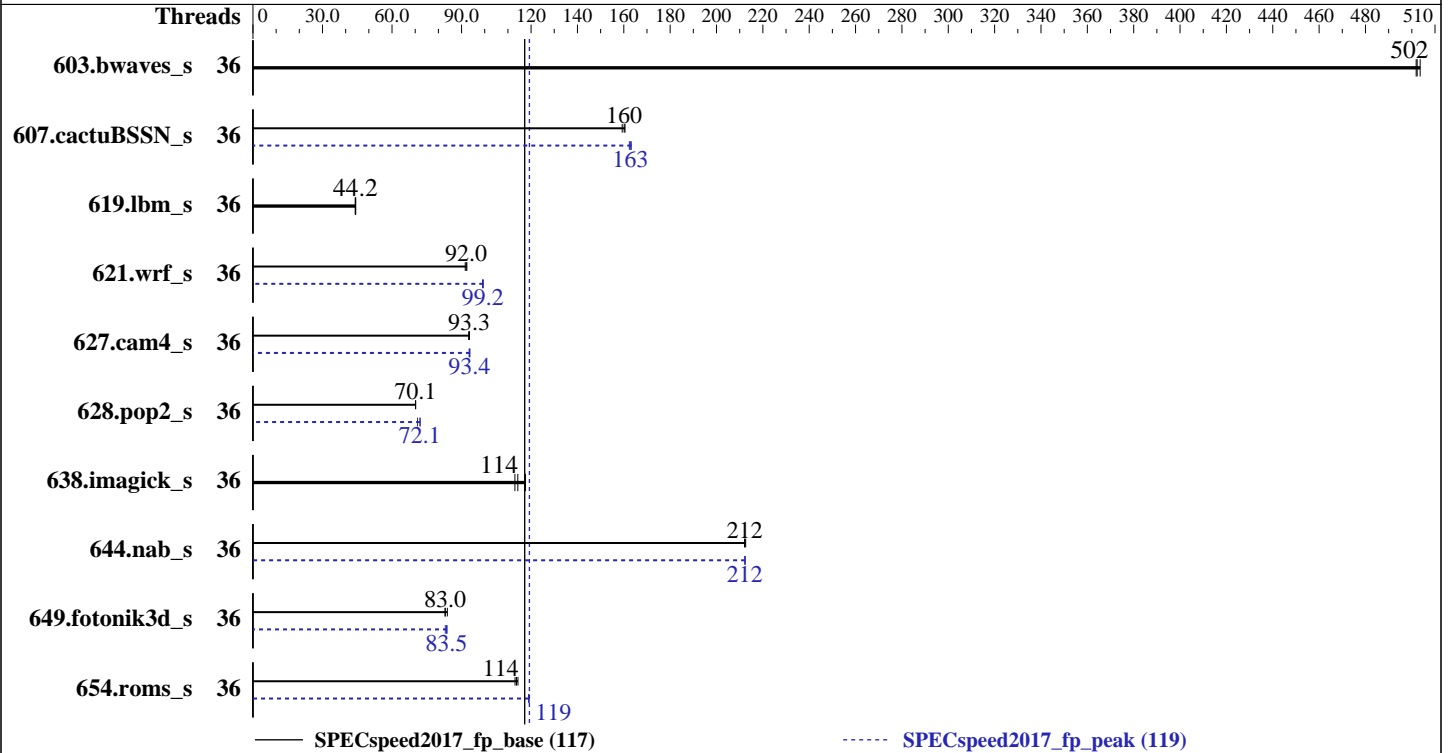 Threads 0 30.0 60.0 90.0 120 140 160 180 200 220 240 260 280 300 320 340 360 380 400 420 440 460 480 510
603.bwaves_s 36 502
607.cactuBSSN_s 36 160
163
619.lbm_s 36 44.2
621.wrf_s 36 92.0
99.2
627.cam4_s 36 93.3
93.4
628.pop2_s 36 70.1
72.1
638.imagick_s 36 114
644.nab_s 36 212
212
649.fotonik3d_s 36 83.0
83.5
654.roms_s 36 114
119
SPECspeed2017_fp_base (117) SPECspeed2017_fp_peak (119)